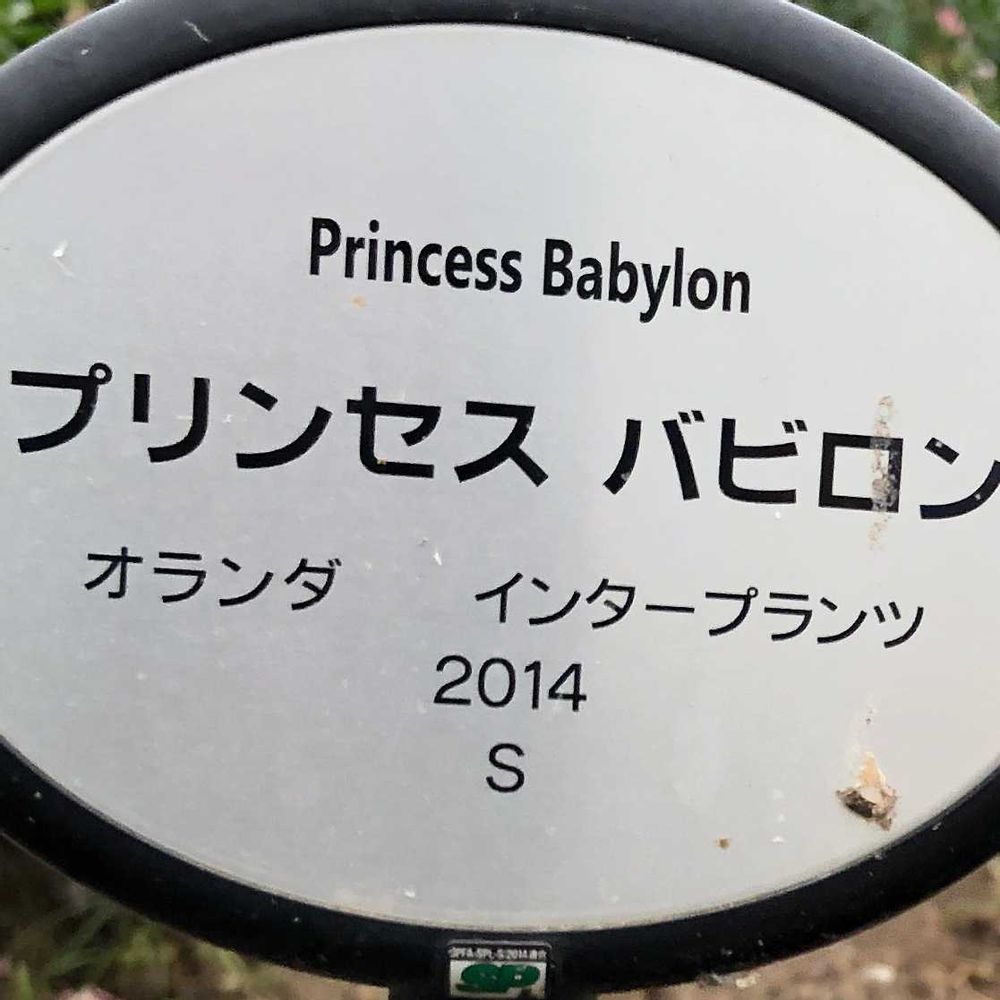 Princess Babylon
プリンセス バビロン
オランダ　インタープランツ
2014
S
SP